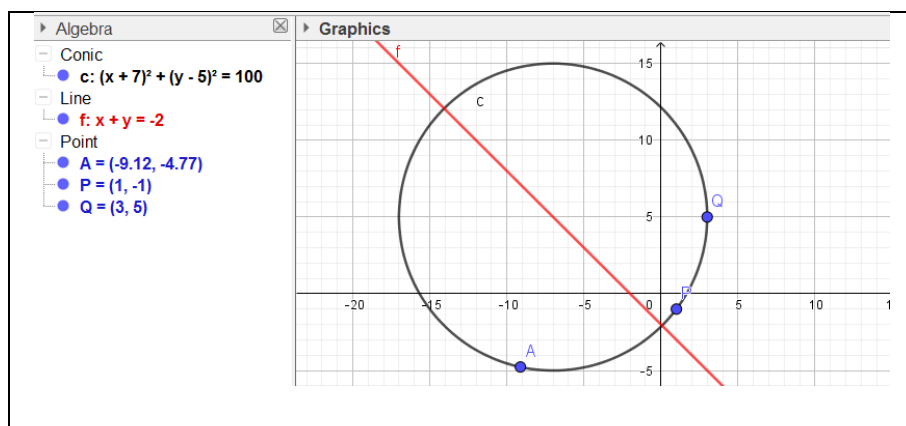 Algebra
Conic
c: (x + 7)² + (y - 5)² = 100
Line
f: x + y = -2
Point
A = (-9.12, -4.77)
P = (1, -1)
Q = (3, 5)
Graphics
f
15
c
10
Q
5
P
-20
-15
-10
-5
0
5
10
1
A
-5